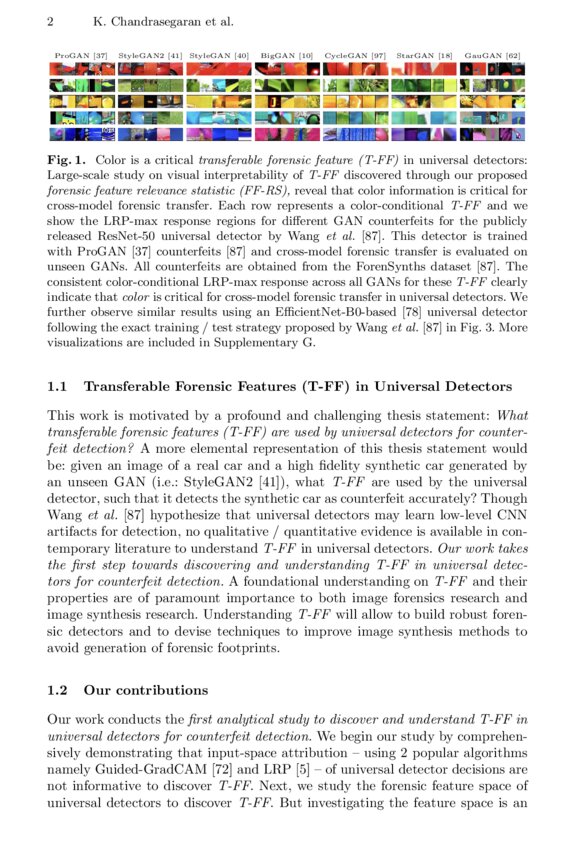 2 K. Chandrasegaran et al.
ProGAN [37] StyleGAN2 [41] StyleGAN [40] BigGAN [10] CycleGAN [97] StarGAN [18] GauGAN [62]
Fig. 1. Color is a critical transferable forensic feature (T-FF) in universal detectors:
Large-scale study on visual interpretability of T-FF discovered through our proposed
forensic feature relevance statistic (FF-RS), reveal that color information is critical for
cross-model forensic transfer. Each row represents a color-conditional T-FF and we
show the LRP-max response regions for different GAN counterfeits for the publicly
released ResNet-50 universal detector by Wang et al. [87]. This detector is trained
with ProGAN [37] counterfeits [87] and cross-model forensic transfer is evaluated on
unseen GANs. All counterfeits are obtained from the ForenSynths dataset [87]. The
consistent color-conditional LRP-max response across all GANs for these T-FF clearly
indicate that color is critical for cross-model forensic transfer in universal detectors. We
further observe similar results using an EfficientNet-B0-based [78] universal detector
following the exact training / test strategy proposed by Wang et al. [87] in Fig. 3. More
visualizations are included in Supplementary G.
1.1 Transferable Forensic Features (T-FF) in Universal Detectors
This work is motivated by a profound and challenging thesis statement: What
transferable forensic features (T-FF) are used by universal detectors for counter-
feit detection? A more elemental representation of this thesis statement would
be: given an image of a real car and a high fidelity synthetic car generated by
an unseen GAN (i.e.: StyleGAN2 [41]), what T-FF are used by the universal
detector, such that it detects the synthetic car as counterfeit accurately? Though
Wang et al. [87] hypothesize that universal detectors may learn low-level CNN
artifacts for detection, no qualitative / quantitative evidence is available in con-
temporary literature to understand T-FF in universal detectors. Our work takes
the first step towards discovering and understanding T-FF in universal detec-
tors for counterfeit detection. A foundational understanding on T-FF and their
properties are of paramount importance to both image forensics research and
image synthesis research. Understanding T-FF will allow to build robust foren-
sic detectors and to devise techniques to improve image synthesis methods to
avoid generation of forensic footprints.
1.2 Our contributions
Our work conducts the first analytical study to discover and understand T-FF in
universal detectors for counterfeit detection. We begin our study by comprehen-
sively demonstrating that input-space attribution – using 2 popular algorithms
namely Guided-GradCAM [72] and LRP [5] – of universal detector decisions are
not informative to discover T-FF. Next, we study the forensic feature space of
universal detectors to discover T-FF. But investigating the feature space is an